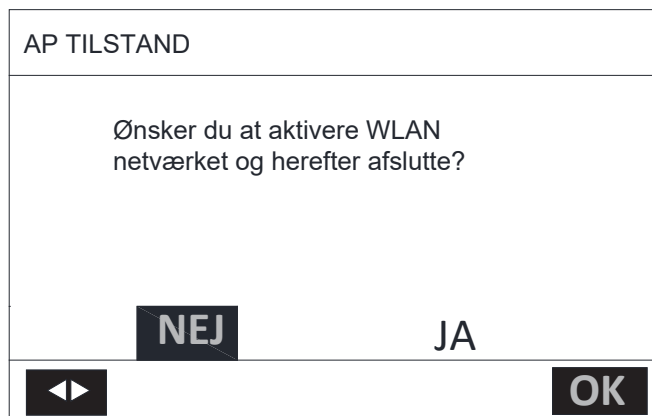 AP TILSTAND
Ønsker du at aktivere WLAN
netværket og herefter afslutte?
NEJ JA
OK